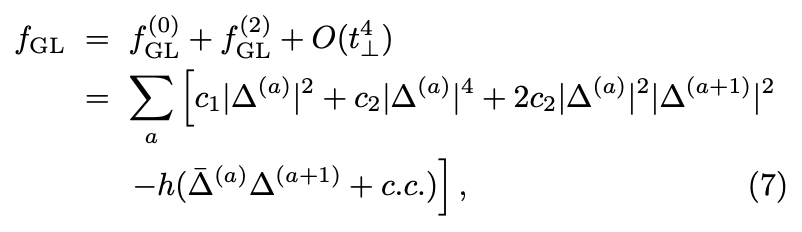 f_GL = f_GL^(0) + f_GL^(2) + O(t_⊥^4)
= ∑_a [c_1|Δ^(a)|^2 + c_2|Δ^(a)|^4 + 2c_2|Δ^(a)|^2|Δ^(a+1)|^2
−h(Δ̄^(a)Δ^(a+1) + c.c.)], (7)